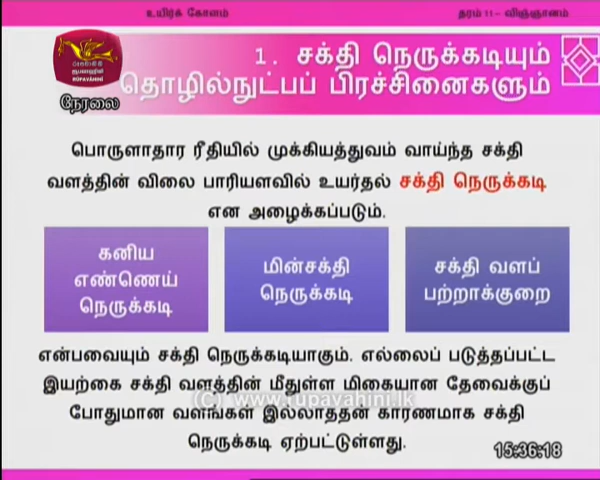 உயிர்க் கோளம்
தரம் 11 – விஞ்ஞானம்
1. சக்தி நெருக்கடியும்
தொழில்நுட்பப் பிரச்சினைகளும்
RUPAVAHINI
நேரலை
பொருளாதார ரீதியில் முக்கியத்துவம் வாய்ந்த சக்தி
வளத்தின் விலை பாரியளவில் உயர்தல் சக்தி நெருக்கடி
என அழைக்கப்படும்.
கனிய
எண்ணெய்
நெருக்கடி
மின்சக்தி
நெருக்கடி
சக்தி வளப்
பற்றாக்குறை
என்பவையும் சக்தி நெருக்கடியாகும். எல்லைப் படுத்தப்பட்ட
இயற்கை சக்தி வளத்தின் மீதுள்ள மிகையான தேவைக்குப்
(C) www.rupavahini.lk
போதுமான வளங்கள் இல்லாததன் காரணமாக சக்தி
நெருக்கடி ஏற்பட்டுள்ளது.
15:36:18